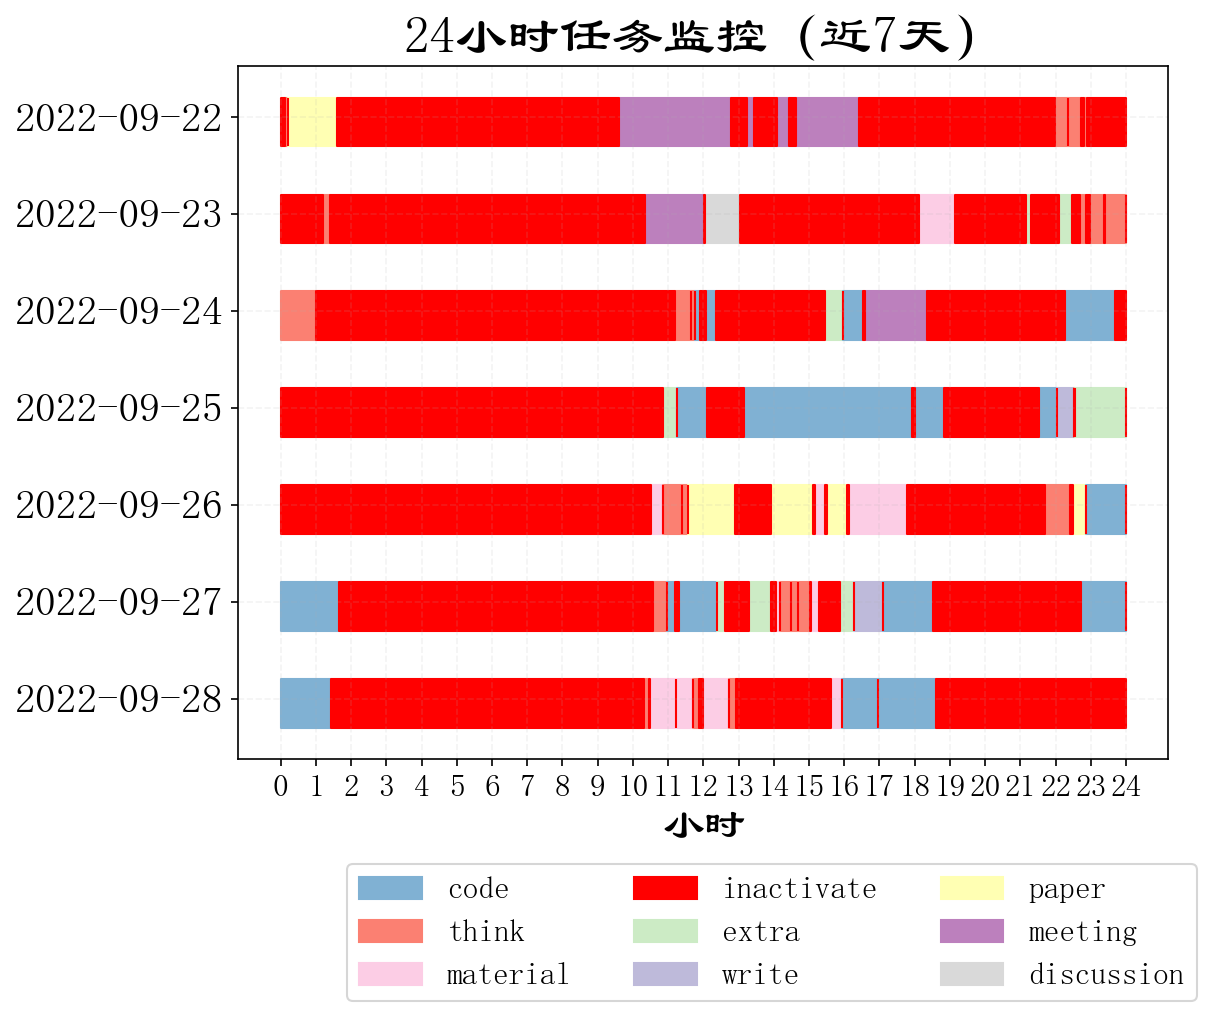 24小时任务监控 (近7天)
2022-09-22
2022-09-23
2022-09-24
2022-09-25
2022-09-26
2022-09-27
2022-09-28
0 1 2 3 4 5 6 7 8 9 10 11 12 13 14 15 16 17 18 19 20 21 22 23 24
小时
code inactivate paper
think extra meeting
material write discussion